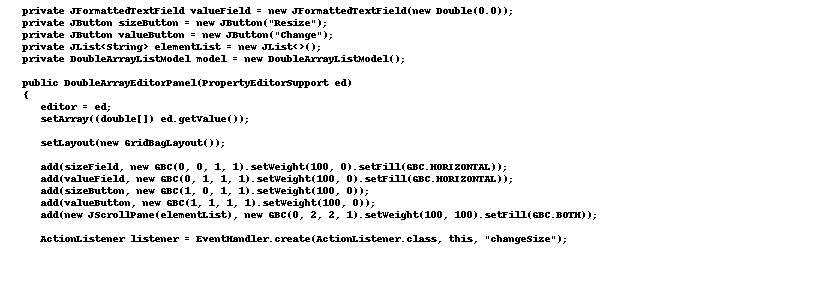 private JFormattedTextField valueField = new JFormattedTextField(new Double(0.0));
private JButton sizeButton = new JButton("Resize");
private JButton valueButton = new JButton("Change");
private JList<String> elementList = new JList<>();
private DoubleArrayListModel model = new DoubleArrayListModel();
public DoubleArrayEditorPanel(PropertyEditorSupport ed)
{
editor = ed;
setArray((double[]) ed.getValue());
setLayout(new GridBagLayout());
add(sizeField, new GBC(0, 0, 1, 1).setWeight(100, 0).setFill(GBC.HORIZONTAL));
add(valueField, new GBC(0, 1, 1, 1).setWeight(100, 0).setFill(GBC.HORIZONTAL));
add(sizeButton, new GBC(1, 0, 1, 1).setWeight(100, 0));
add(valueButton, new GBC(1, 1, 1, 1).setWeight(100, 0));
add(new JScrollPane(elementList), new GBC(0, 2, 2, 1).setWeight(100, 100).setFill(GBC.BOTH));
ActionListener listener = EventHandler.create(ActionListener.class, this, "changeSize");